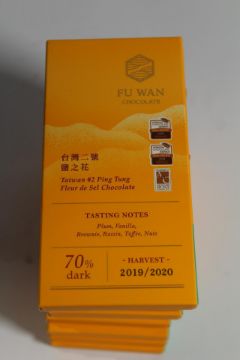 FU WAN
CHOCOLATE
台灣二號
鹽之花
Taiwan #2 Ping Tung
Fleur de Sel Chocolate
TASTING NOTES
Plum, Vanilla,
Brownie, Raisin, Toffee, Nuts
70%
dark
- HARVEST -
2019/2020